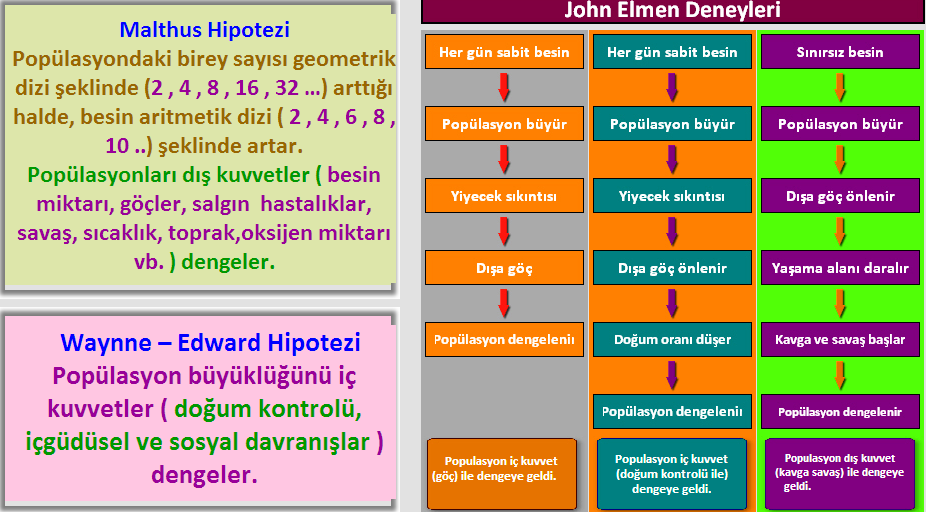 Malthus Hipotezi
Popülasyondaki birey sayısı geometrik
dizi şeklinde (2 , 4 , 8 , 16 , 32 ...) arttığı
halde, besin aritmetik dizi ( 2 , 4 , 6 , 8 ,
10 ..) şeklinde artar.
Popülasyonları dış kuvvetler ( besin
miktarı, göçler, salgın hastalıklar,
savaş, sıcaklık, toprak,oksijen miktarı
vb. ) dengeler.
Waynne – Edward Hipotezi
Popülasyon büyüklüğünü iç
kuvvetler ( doğum kontrolü,
içgüdüsel ve sosyal davranışlar )
dengeler.
John Elmen Deneyleri
Her gün sabit besin
Popülasyon büyür
Yiyecek sıkıntısı
Dışa göç
Popülasyon dengelenir
Populasyon iç kuvvet
(göç) ile dengeye geldi.
Her gün sabit besin
Popülasyon büyür
Yiyecek sıkıntısı
Dışa göç önlenir
Doğum oranı düşer
Popülasyon dengelenir
Populasyon iç kuvvet
(doğum kontrolü ile)
dengeye geldi.
Sınırsız besin
Popülasyon büyür
Dışa göç önlenir
Yaşama alanı daralır
Kavga ve savaş başlar
Popülasyon dengelenir
Populasyon dış kuvvet
(kavga savaş) ile dengeye
geldi.